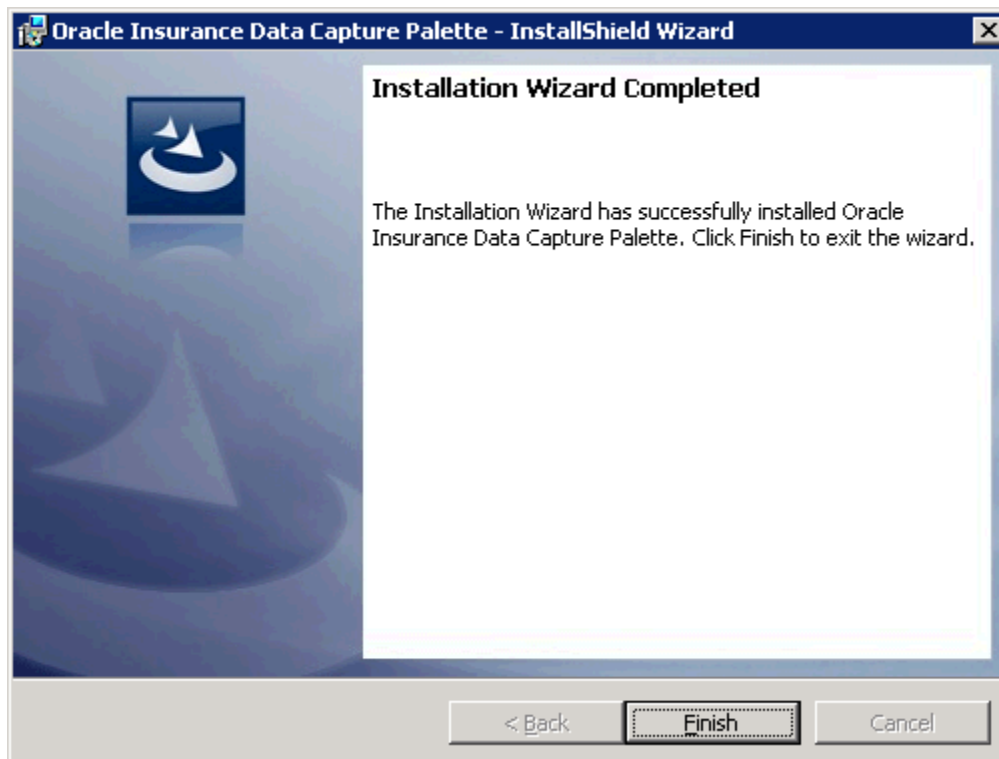 Oracle Insurance Data Capture Palette - InstallShield Wizard
Installation Wizard Completed
The Installation Wizard has successfully installed Oracle
Insurance Data Capture Palette. Click Finish to exit the wizard.
< Back
Finish
Cancel